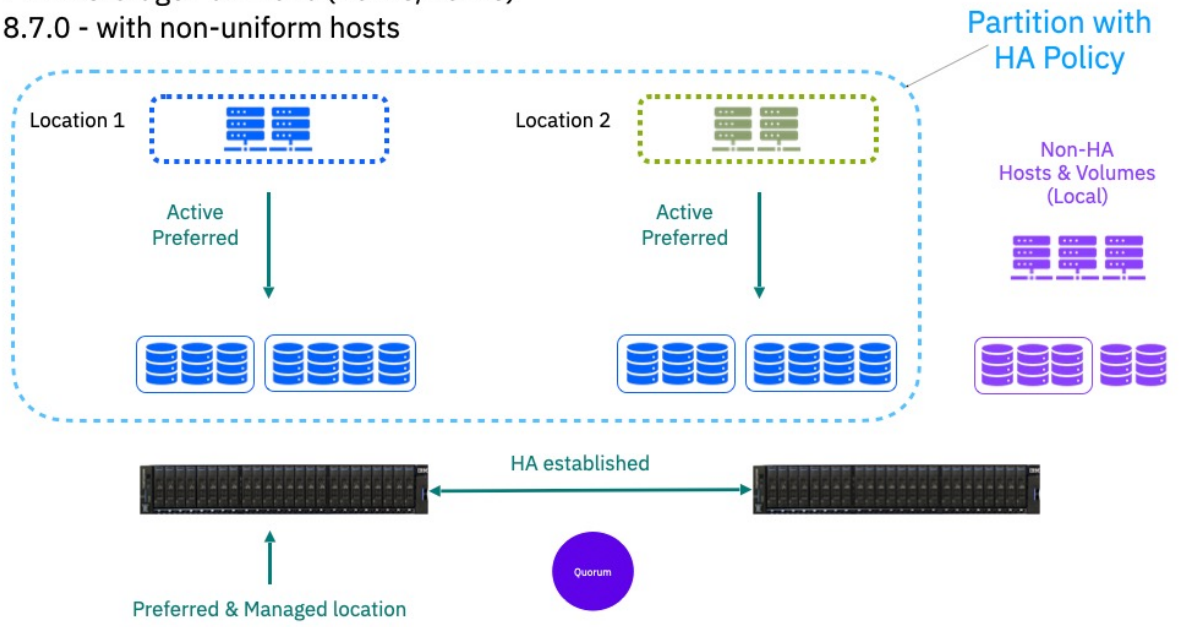 8.7.0 - with non-uniform hosts
Partition with
HA Policy
Location 1
Location 2
Non-HA
Hosts & Volumes
(Local)
Active
Preferred
Active
Preferred
HA established
Quorum
Preferred & Managed location